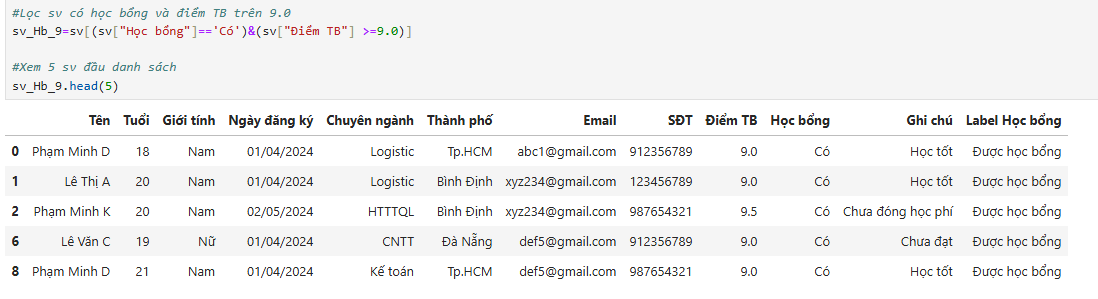 #Lọc sv có học bổng và điểm TB trên 9.0
sv_Hb_9=sv[(sv["Học bổng"]=='Có')&(sv["Điểm TB"] >=9.0)]
#Xem 5 sv đầu danh sách
sv_Hb_9.head(5)
Tên Tuổi Giới tính Ngày đăng ký Chuyên ngành Thành phố Email SĐT Điểm TB Học bổng Ghi chú Label Học bổng
0 Phạm Minh D 18 Nam 01/04/2024 Logistic Tp.HCM abc1@gmail.com 912356789 9.0 Có Học tốt Được học bổng
1 Lê Thị A 20 Nam 01/04/2024 Logistic Bình Định xyz234@gmail.com 123456789 9.0 Có Học tốt Được học bổng
2 Phạm Minh K 20 Nam 02/05/2024 HTTTQL Bình Định xyz234@gmail.com 987654321 9.5 Có Chưa đóng học phí Được học bổng
6 Lê Văn C 19 Nữ 01/04/2024 CNTT Đà Nẵng def5@gmail.com 912356789 9.0 Có Chưa đạt Được học bổng
8 Phạm Minh D 21 Nam 01/04/2024 Kế toán Tp.HCM def5@gmail.com 987654321 9.0 Có Học tốt Được học bổng